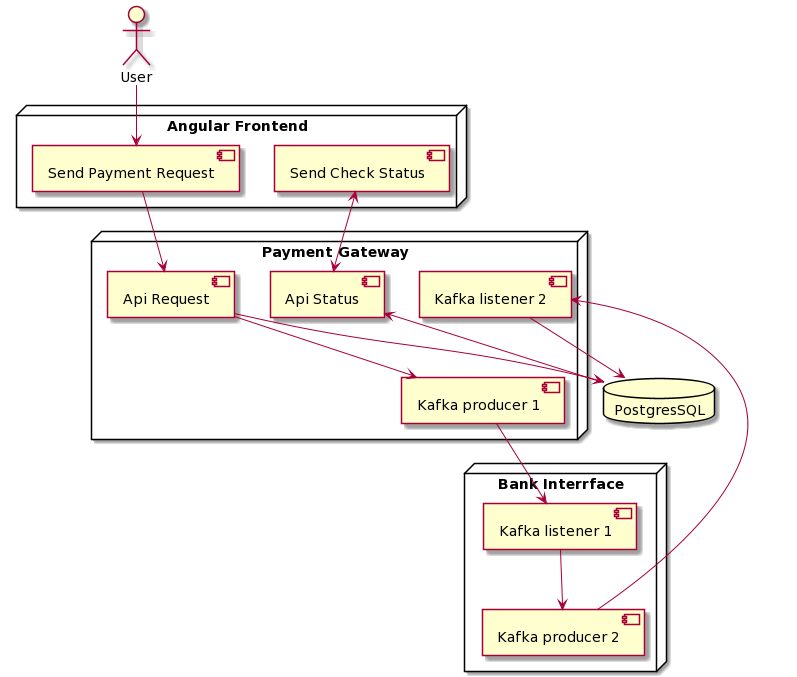 User
Angular Frontend
Send Payment Request
Send Check Status
Payment Gateway
Api Request
Api Status
Kafka listener 2
Kafka producer 1
PostgresSQL
Bank Interrface
Kafka listener 1
Kafka producer 2